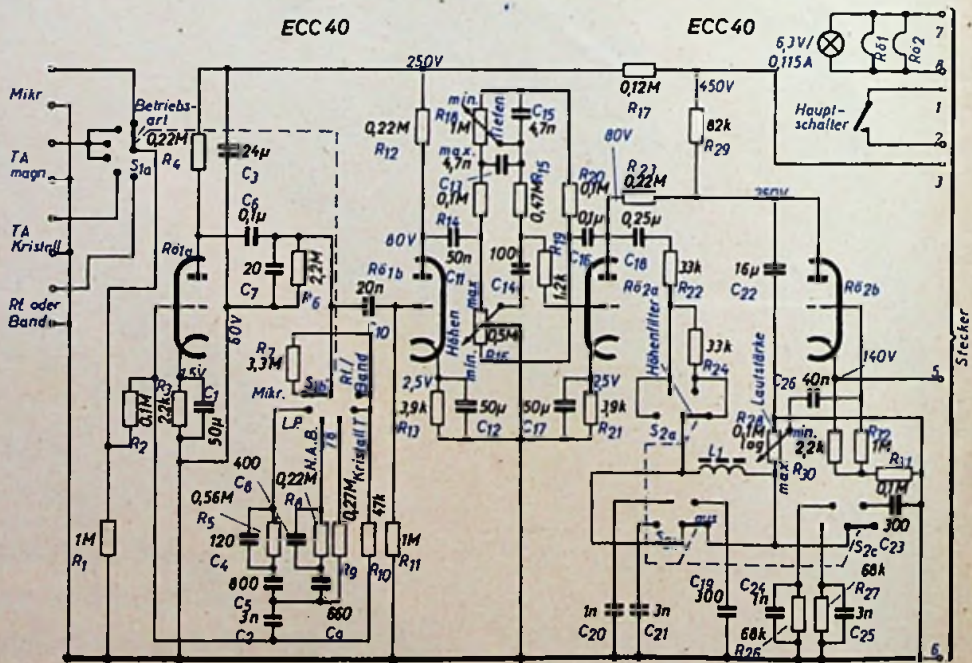 ECC40
ECC40
6,3V/
0,115A
Rö1
Rö2
7
8
1
2
3
5
6
Stecker
Haupt-
schalter
Mikr
TA
magn
TA
Kristall
Rt oder
Band
Betriebs-
art
S1a
0,22M
R4
250V
24µ
C3
C6
0,1µ
20
C7
2,2M
R6
Rö1a
60V
1,5V
0,1M
R2
2,2k
R3
C1
50µ
1M
R1
R7
3,3M
Mikr.
L.P.
N.A.B.
78
Kristall T
Rt/
Band
400
0,56M
C8
R5
120
C4
0,22M
R8
800
C5
3n
C2
0,27M
R9
660
C9
47k
R10
1M
R11
20n
C10
0,22M
R12
80V
R14
50n
C11
Rö1b
2,5V
3,9k
R13
50µ
C12
min.
R18
1M
Tiefen
max.
4,7n
C13
0,1M
C15
4,7n
R15
0,47M
100
C14
Höhen
max
min.
0,5M
R16
R19
1,2k
R20
0,1M
0,1µ
C16
50µ
C17
2,5V
3,9k
R21
Rö2a
80V
0,12M
R17
450V
82k
R29
R23
0,22M
0,25µ
C18
33k
R22
33k
R24
Höhenfilter
S2a
L1
aus
1n
C20
3n
C21
C19
300
250V
16µ
C22
Rö2b
140V
Lautstärke
C26
40n
R28
0,1M
log
min.
max.
2,2k
R30
1M
R32
R31
0,1M
300
C23
S2c
68k
R27
C24
1n
68k
R26
3n
C25